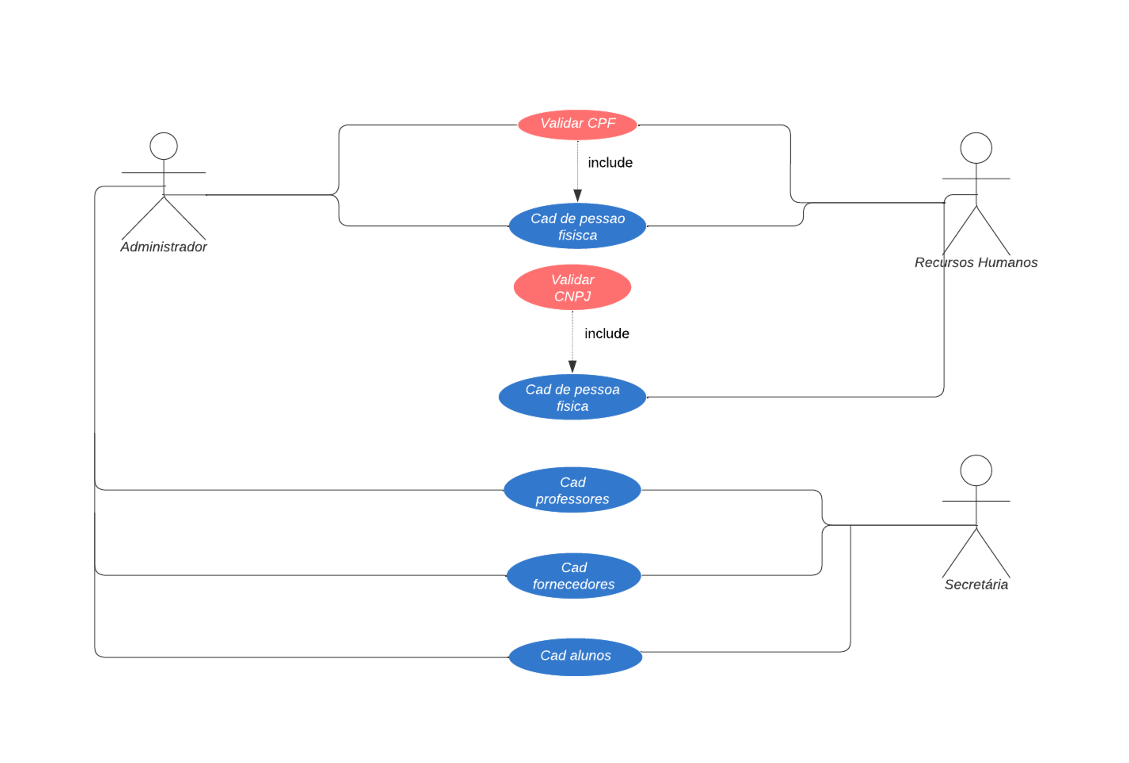 Validar CPF
include
Cad de pessao
fisisca
Administrador
Recursos Humanos
Validar
CNPJ
include
Cad de pessoa
fisica
Cad
professores
Cad
fornecedores
Secretária
Cad alunos